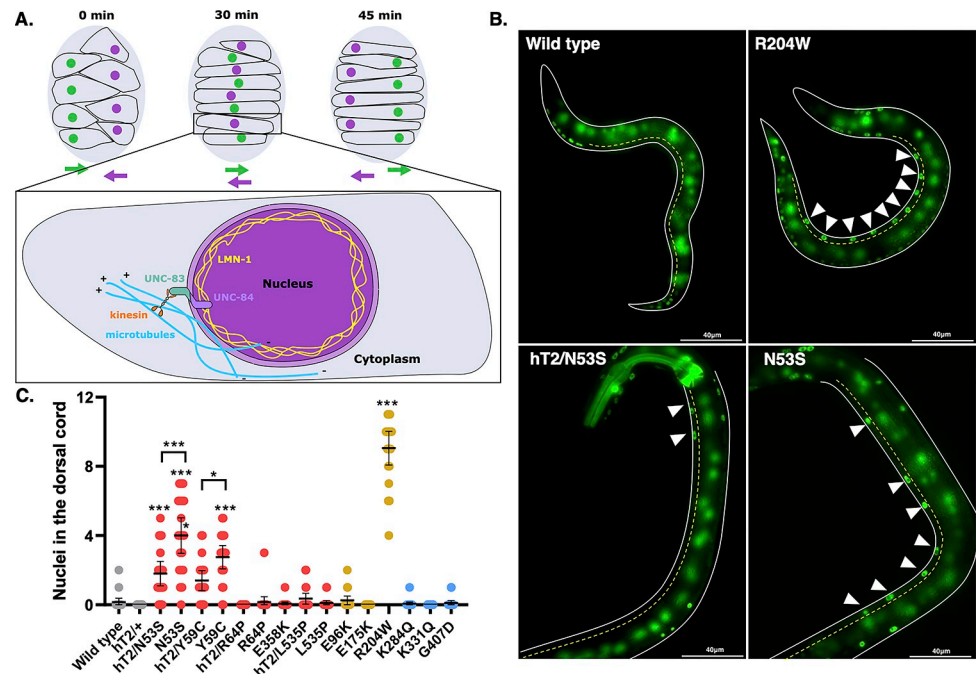 A.
0 min 30 min 45 min
LMN-1
UNC-83
Nucleus
UNC-84
+
+
+
kinesin
microtubules
-
Cytoplasm
-
-
B.
Wild type
R204W
40μm
40μm
hT2/N53S
N53S
40μm
40μm
C.
Nuclei in the dorsal cord
12
8
4
0
***
***
***
***
*
*
***
***
Wild type
hT2/+
hT2/N53S
N53S
hT2/Y59C
Y59C
hT2/R64P
R64P
E358K
hT2/L535P
L535P
E96K
E175K
R204W
K284Q
K331Q
G407D